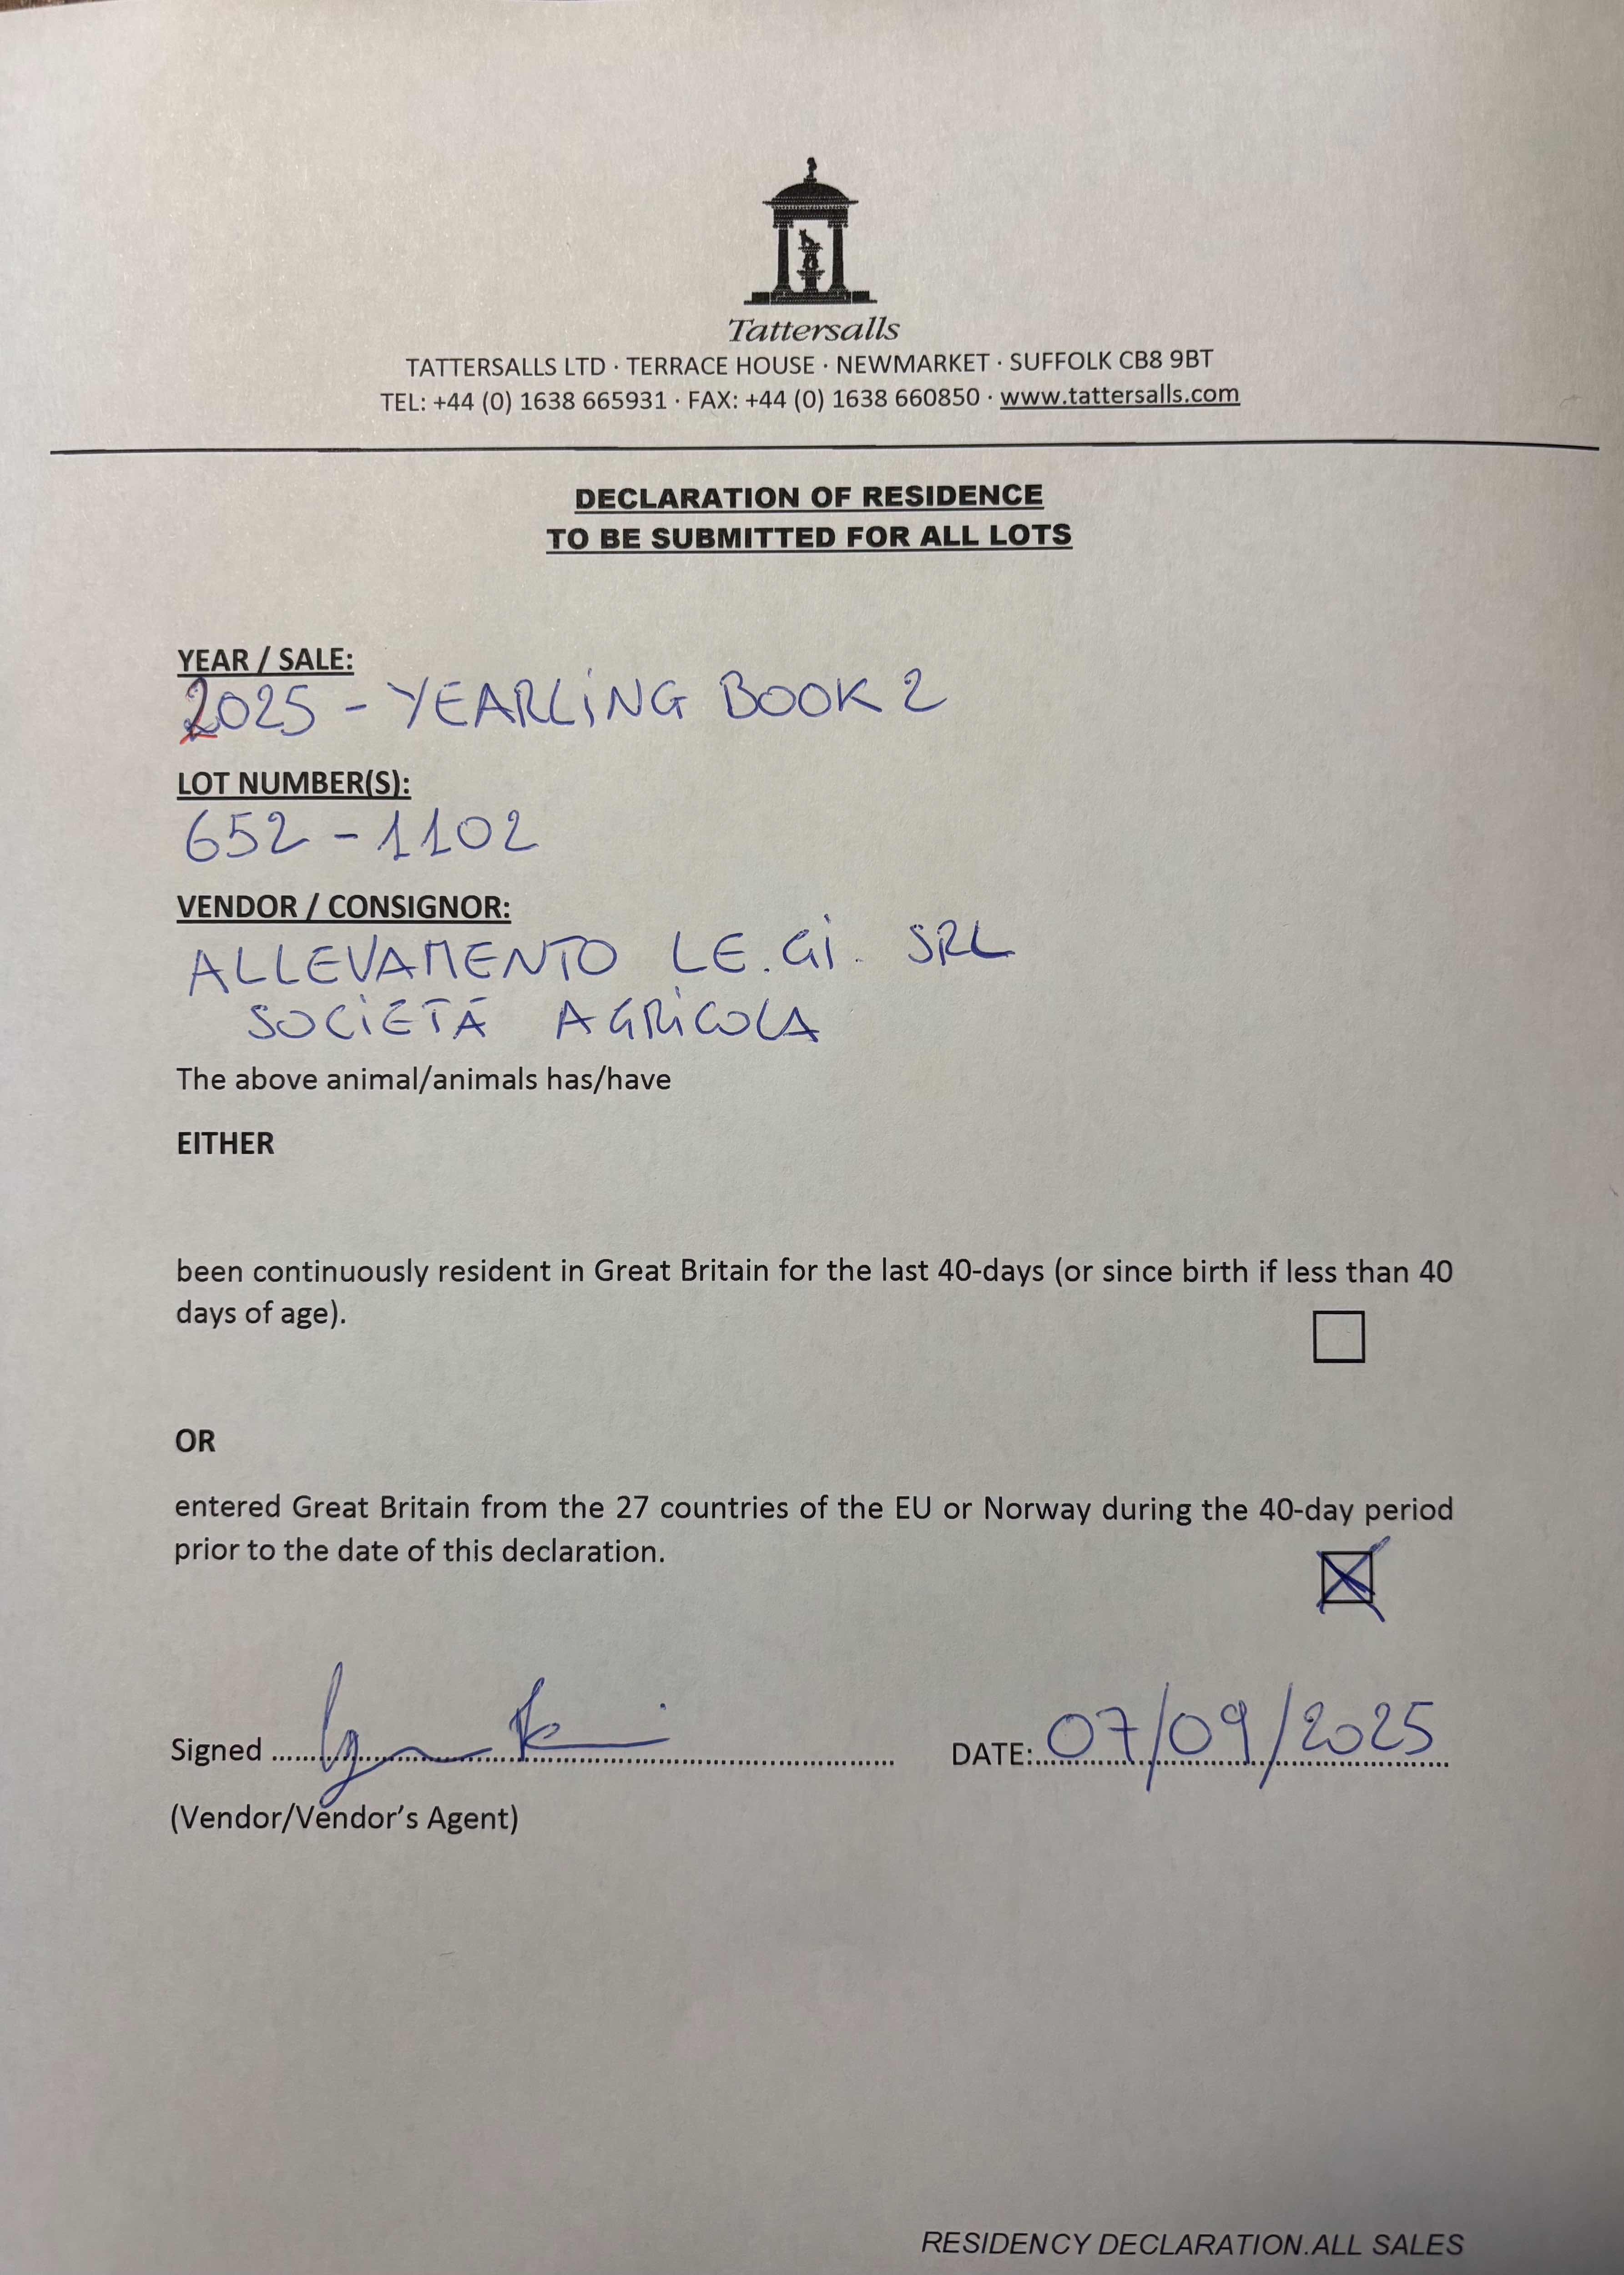 Tattersalls
TATTERSALLS LTD · TERRACE HOUSE · NEWMARKET · SUFFOLK CB8 9BT
TEL: +44 (0) 1638 665931 · FAX: +44 (0) 1638 660850 · www.tattersalls.com
DECLARATION OF RESIDENCE
TO BE SUBMITTED FOR ALL LOTS
YEAR / SALE:
2025 - YEARLING BOOK 2
LOT NUMBER(S):
652 - 1102
VENDOR / CONSIGNOR:
ALLEVAMENTO LE.Gi. SRL
SOCIETÀ AGRICOLA
The above animal/animals has/have
EITHER
been continuously resident in Great Britain for the last 40-days (or since birth if less than 40
days of age).
OR
entered Great Britain from the 27 countries of the EU or Norway during the 40-day period
prior to the date of this declaration.
Signed DATE: 07/09/2025
(Vendor/Vendor's Agent)
RESIDENCY DECLARATION.ALL SALES